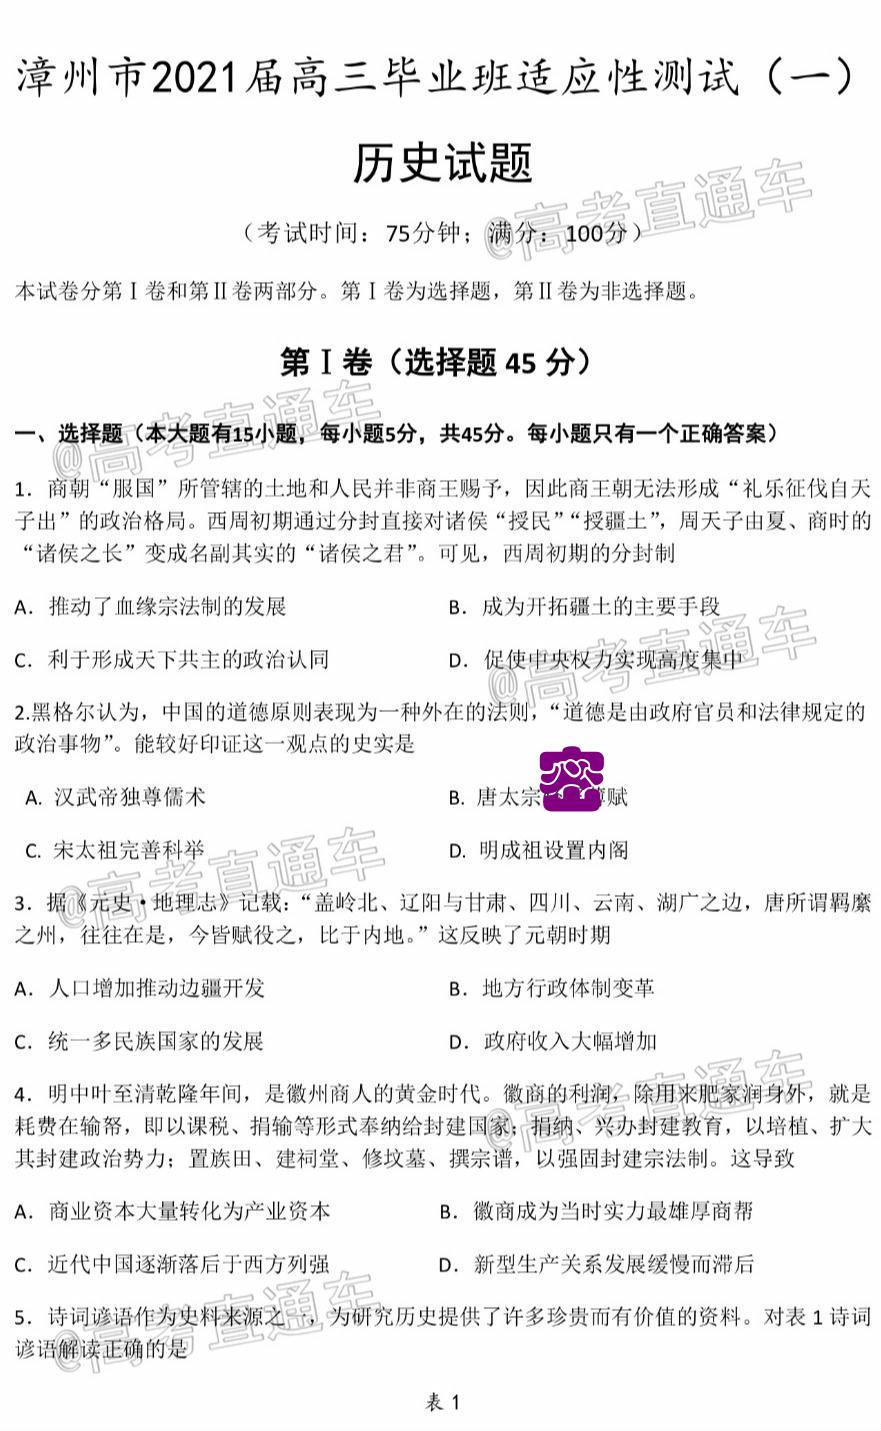 漳州市2021届高三毕业班适应性测试（一）
历史试题
（考试时间：75分钟；满分：100分）
@高考直通车
本试卷分第Ⅰ卷和第Ⅱ卷两部分。第Ⅰ卷为选择题，第Ⅱ卷为非选择题。
第Ⅰ卷（选择题 45 分）
@高考直通车
一、选择题（本大题有15小题，每小题5分，共45分。每小题只有一个正确答案）
1．商朝“服国”所管辖的土地和人民并非商王赐予，因此商王朝无法形成“礼乐征伐自天
子出”的政治格局。西周初期通过分封直接对诸侯“授民”“授疆土”，周天子由夏、商时的
“诸侯之长”变成名副其实的“诸侯之君”。可见，西周初期的分封制
A．推动了血缘宗法制的发展 B．成为开拓疆土的主要手段
C．利于形成天下共主的政治认同 D．促使中央权力实现高度集中
@高考直通车
2.黑格尔认为，中国的道德原则表现为一种外在的法则，“道德是由政府官员和法律规定的
政治事物”。能较好印证这一观点的史实是
A. 汉武帝独尊儒术 B. 唐太宗 赋
C. 宋太祖完善科举 D. 明成祖设置内阁
@高考直通车
3．据《元史·地理志》记载：“盖岭北、辽阳与甘肃、四川、云南、湖广之边，唐所谓羁縻
之州，往往在是，今皆赋役之，比于内地。”这反映了元朝时期
A．人口增加推动边疆开发 B．地方行政体制变革
C．统一多民族国家的发展 D．政府收入大幅增加
@高考直通车
4．明中叶至清乾隆年间，是徽州商人的黄金时代。徽商的利润，除用来肥家润身外，就是
耗费在输帑，即以课税、捐输等形式奉纳给封建国家；捐纳、兴办封建教育，以培植、扩大
其封建政治势力；置族田、建祠堂、修坟墓、撰宗谱，以强固封建宗法制。这导致
A．商业资本大量转化为产业资本 B．徽商成为当时实力最雄厚商帮
C．近代中国逐渐落后于西方列强 D．新型生产关系发展缓慢而滞后
@高考直通车
5．诗词谚语作为史料来源之一，为研究历史提供了许多珍贵而有价值的资料。对表 1 诗词
谚语解读正确的是
表 1